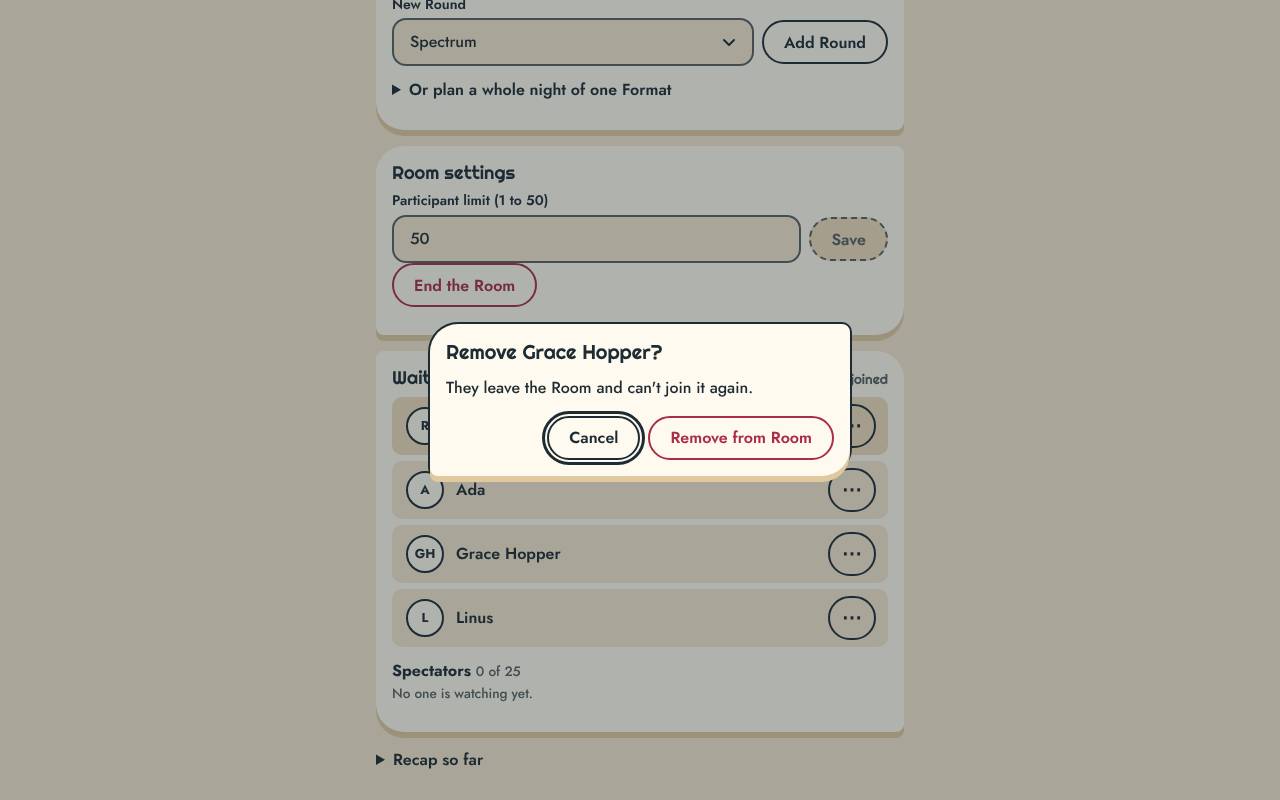 New Round
Spectrum
Add Round
Or plan a whole night of one Format
Room settings
Participant limit (1 to 50)
50
Save
End the Room
Remove Grace Hopper?
They leave the Room and can't join it again.
Cancel
Remove from Room
Wait
joined
R
A
Ada
GH
Grace Hopper
L
Linus
Spectators 0 of 25
No one is watching yet.
Recap so far